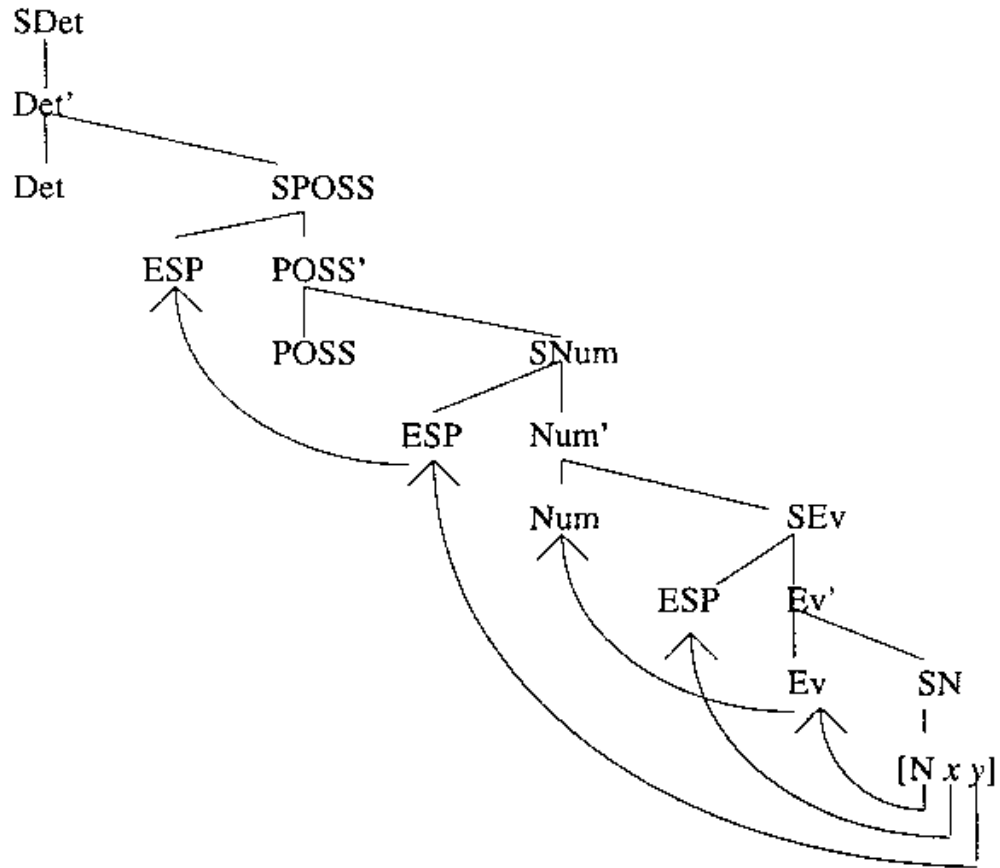 SDet
Det'
Det SPOSS
ESP POSS'
POSS SNum
ESP Num'
Num SEv
ESP Ev'
Ev SN
[N x y]